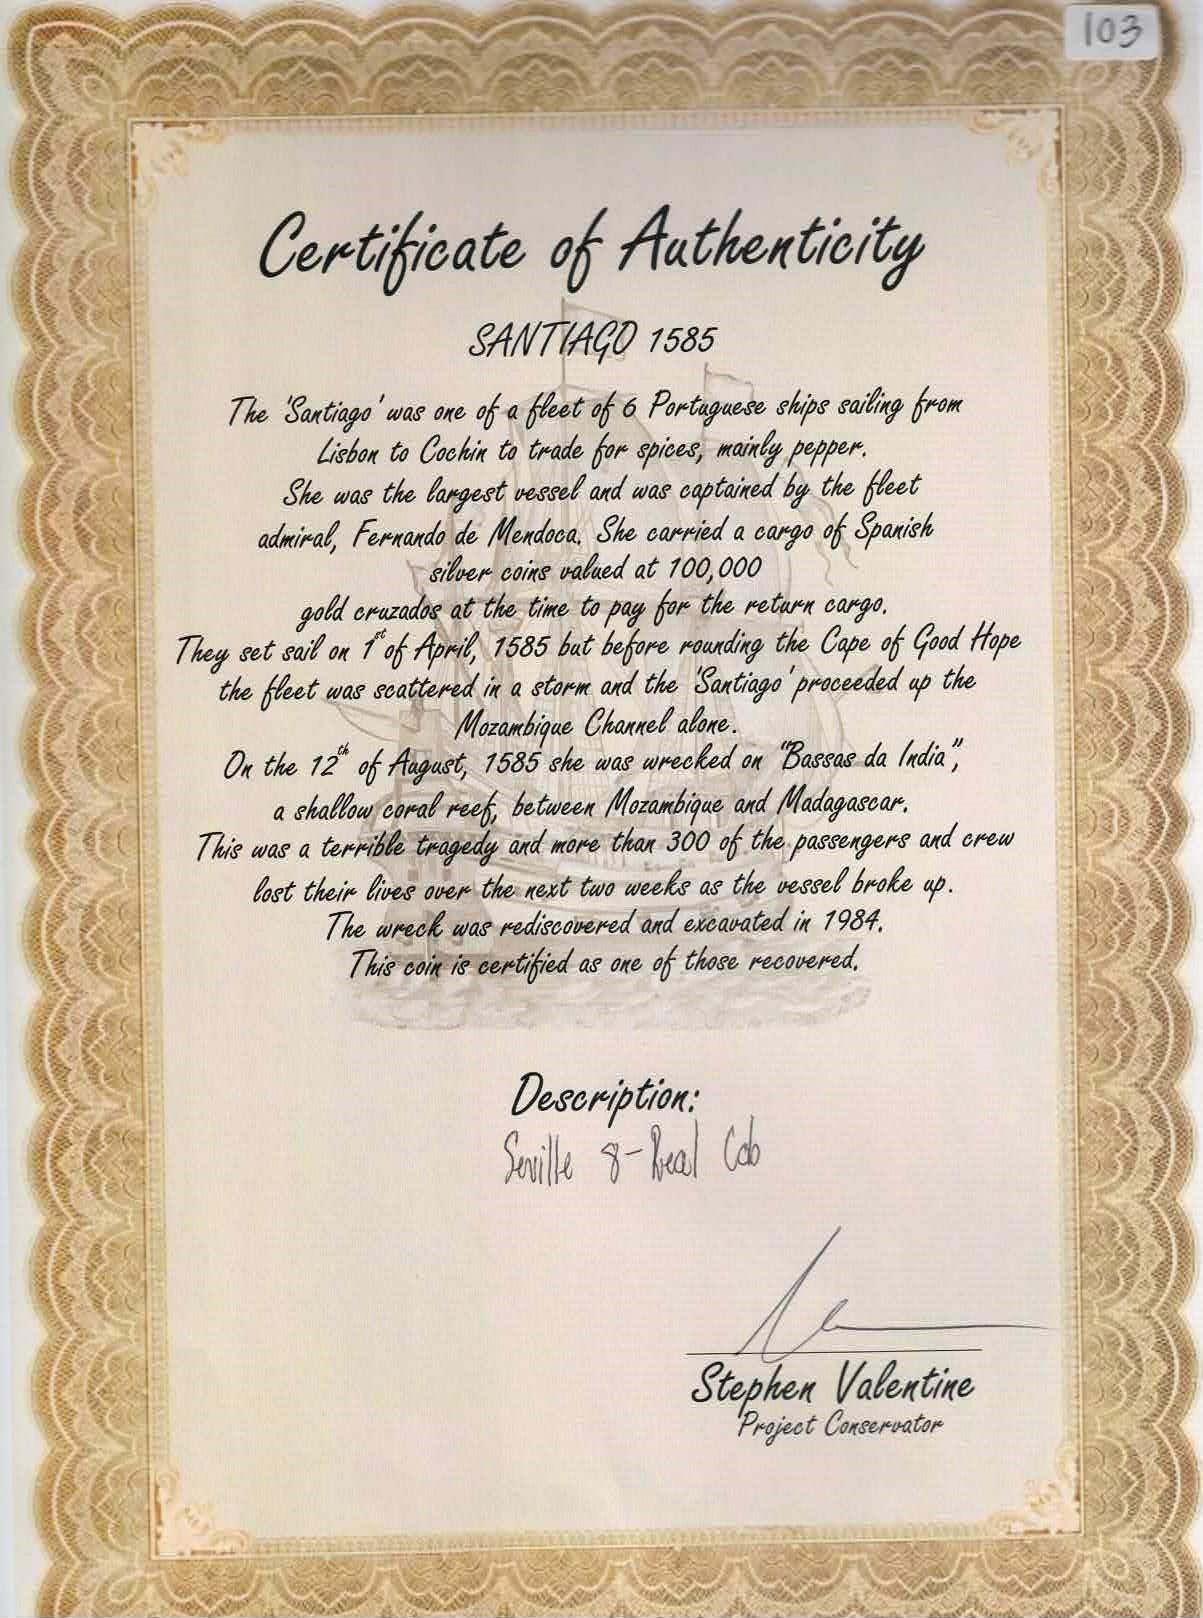 103
Certificate of Authenticity
SANTIAGO 1585
The 'Santiago' was one of a fleet of 6 Portuguese ships sailing from
Lisbon to Cochin to trade for spices, mainly pepper.
She was the largest vessel and was captained by the fleet
admiral, Fernando de Mendoca. She carried a cargo of Spanish
silver coins valued at 100,000
gold cruzados at the time to pay for the return cargo.
They set sail on 1st of April, 1585 but before rounding the Cape of Good Hope
the fleet was scattered in a storm and the 'Santiago' proceeded up the
Mozambique Channel alone.
On the 12th of August, 1585 she was wrecked on "Bassas da India",
a shallow coral reef, between Mozambique and Madagascar.
This was a terrible tragedy and more than 300 of the passengers and crew
lost their lives over the next two weeks as the vessel broke up.
The wreck was rediscovered and excavated in 1984.
This coin is certified as one of those recovered.
Description:
Seville 8-Real Cob
Stephen Valentine
Project Conservator